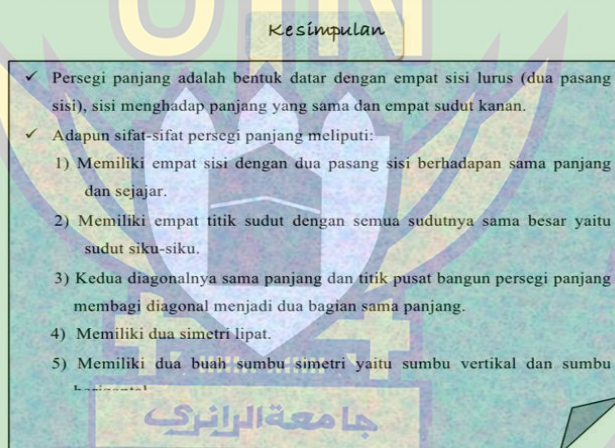 Kesimpulan
✓ Persegi panjang adalah bentuk datar dengan empat sisi lurus (dua pasang
sisi), sisi menghadap panjang yang sama dan empat sudut kanan.
✓ Adapun sifat-sifat persegi panjang meliputi:
1) Memiliki empat sisi dengan dua pasang sisi berhadapan sama panjang
dan sejajar.
2) Memiliki empat titik sudut dengan semua sudutnya sama besar yaitu
sudut siku-siku.
3) Kedua diagonalnya sama panjang dan titik pusat bangun persegi panjang
membagi diagonal menjadi dua bagian sama panjang.
4) Memiliki dua simetri lipat.
5) Memiliki dua buah sumbu simetri yaitu sumbu vertikal dan sumbu
جامعة الرانري